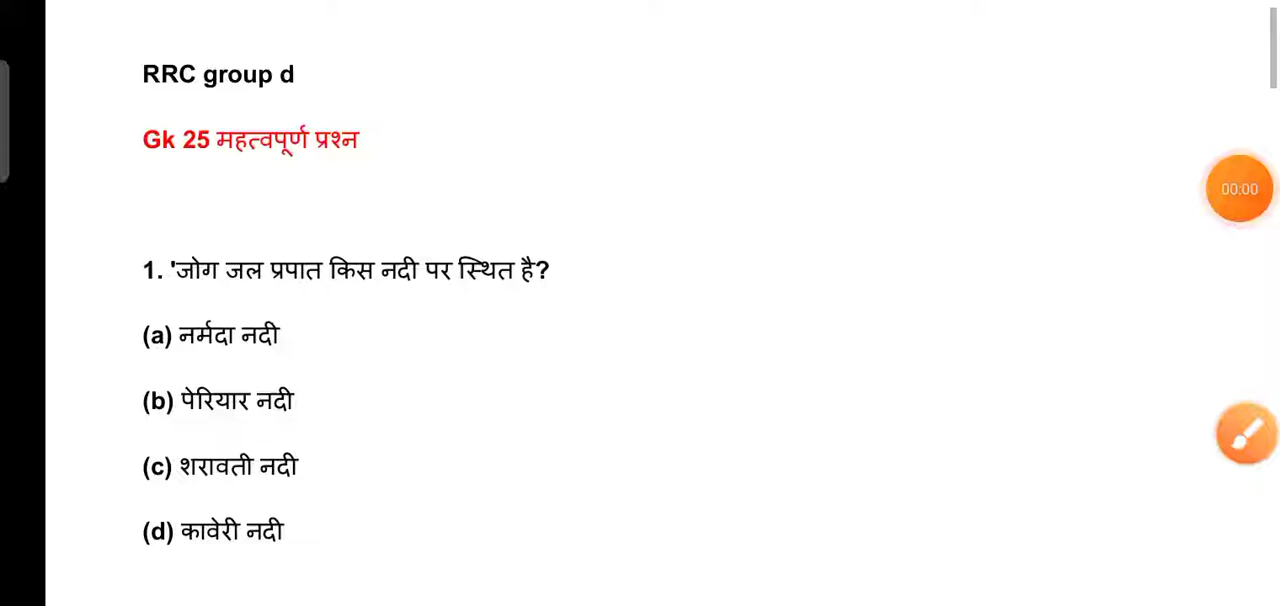 RRC group d
Gk 25 महत्वपूर्ण प्रश्न
00:00
1. 'जोग जल प्रपात किस नदी पर स्थित है?
(a) नर्मदा नदी
(b) पेरियार नदी
(c) शरावती नदी
(d) कावेरी नदी